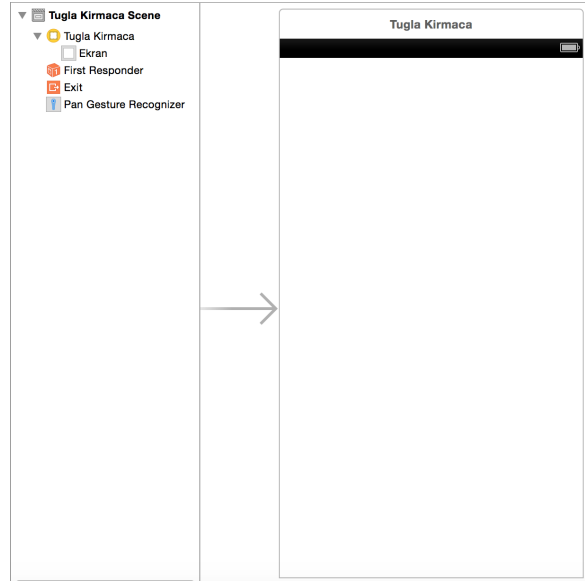 Tugla Kirmaca Scene
Tugla Kirmaca
Ekran
First Responder
Exit
Pan Gesture Recognizer
Tugla Kirmaca